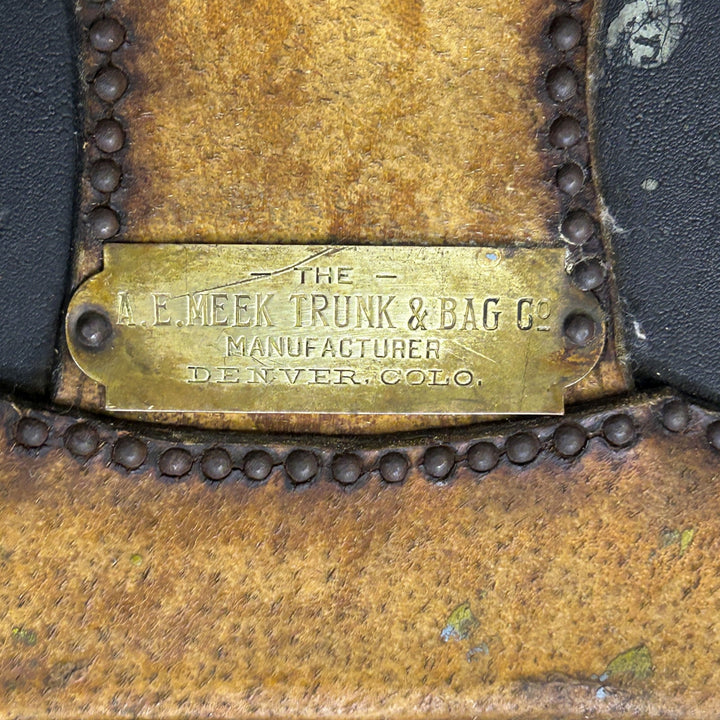 – THE –
A. E. MEEK TRUNK & BAG CO
MANUFACTURER
DENVER, COLO.